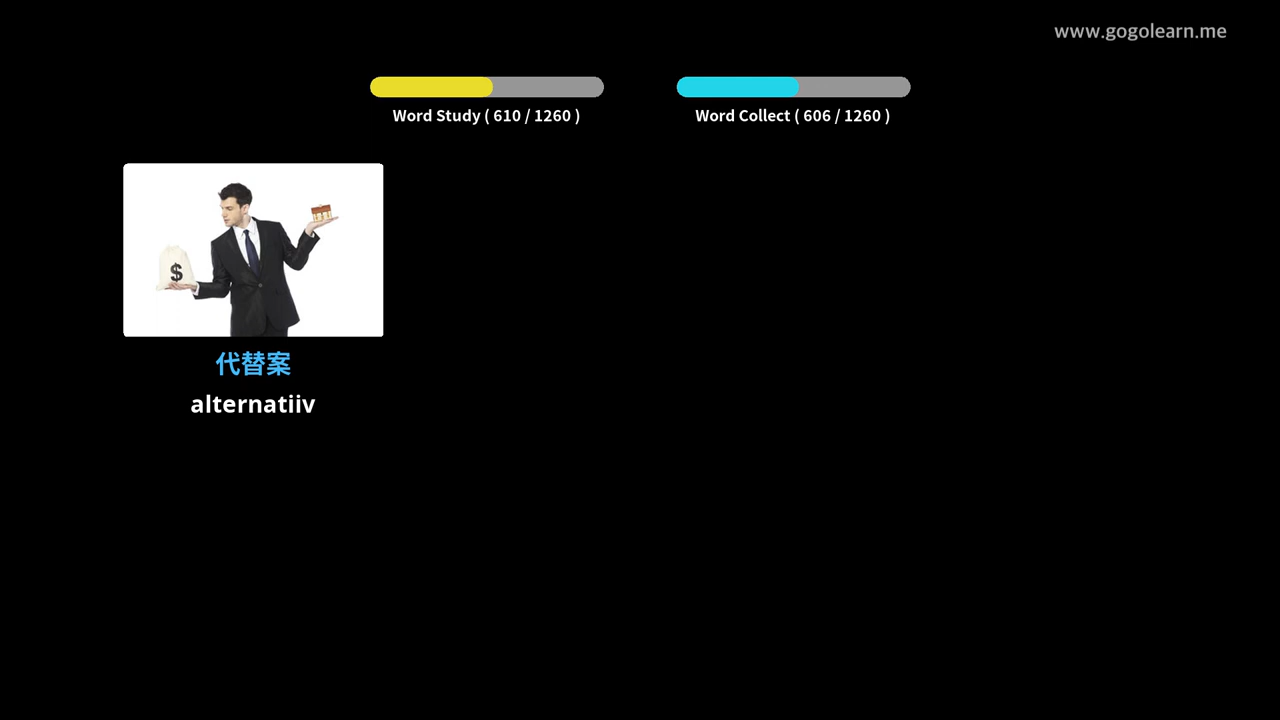 www.gogolearn.me
Word Study ( 610 / 1260 )
Word Collect ( 606 / 1260 )
$
代替案
alternatiiv